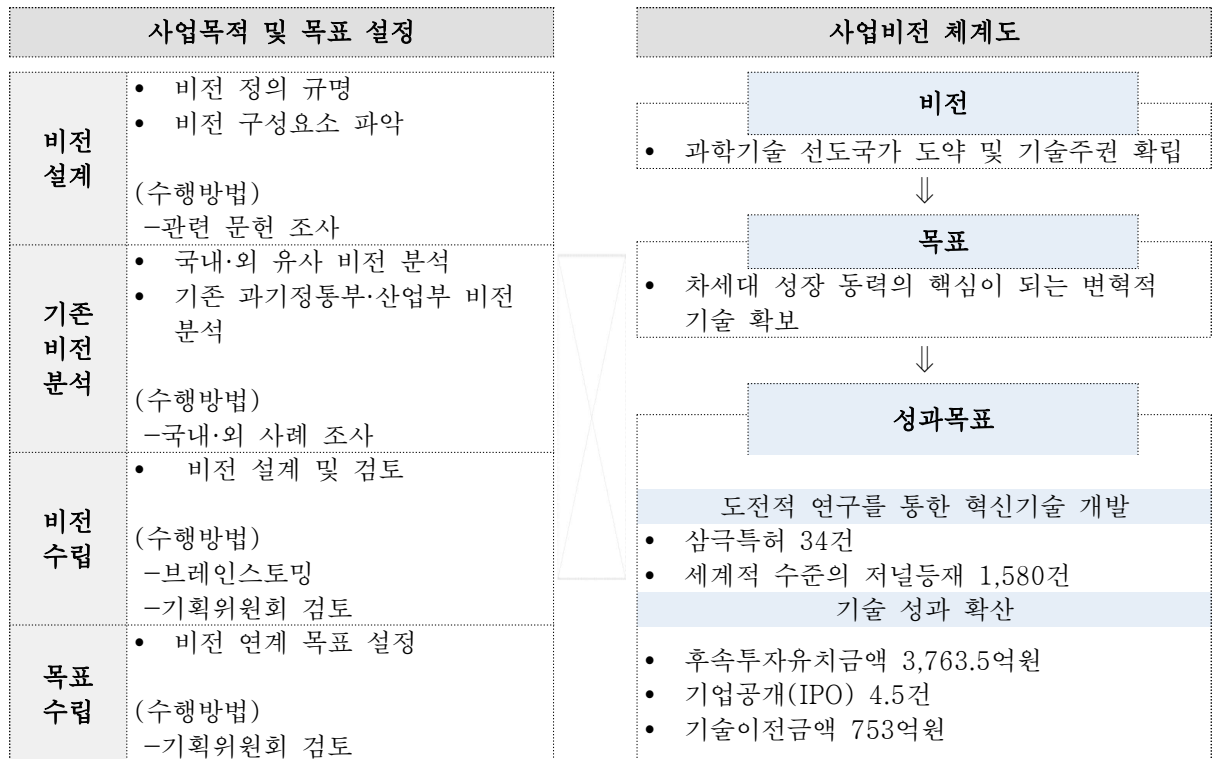 사업목적 및 목표 설정
비전
설계
• 비전 정의 규명
• 비전 구성요소 파악
(수행방법)
–관련 문헌 조사
기존
비전
분석
• 국내·외 유사 비전 분석
• 기존 과기정통부·산업부 비전
분석
(수행방법)
–국내·외 사례 조사
비전
수립
• 비전 설계 및 검토
(수행방법)
–브레인스토밍
–기획위원회 검토
목표
수립
• 비전 연계 목표 설정
(수행방법)
–기획위원회 검토
사업비전 체계도
비전
• 과학기술 선도국가 도약 및 기술주권 확립
⇓
목표
• 차세대 성장 동력의 핵심이 되는 변혁적
기술 확보
⇓
성과목표
도전적 연구를 통한 혁신기술 개발
• 삼극특허 34건
• 세계적 수준의 저널등재 1,580건
기술 성과 확산
• 후속투자유치금액 3,763.5억원
• 기업공개(IPO) 4.5건
• 기술이전금액 753억원